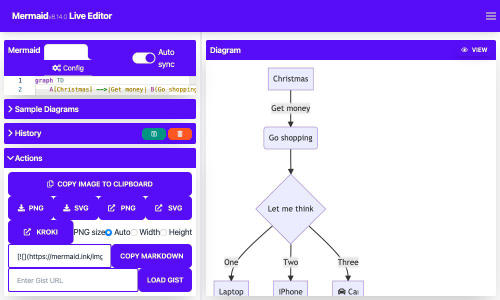 Mermaid v8.14.0 Live Editor
Mermaid
Config
Auto sync
1 graph TD
2 A[Christmas] -->|Get money| B(Go shopping
Sample Diagrams
History
Actions
COPY IMAGE TO CLIPBOARD
PNG SVG PNG SVG
KROKI PNG size Auto Width Height
[![](https://mermaid.ink/img COPY MARKDOWN
Enter Gist URL LOAD GIST
Diagram VIEW
Christmas
Get money
Go shopping
Let me think
One Two Three
Laptop iPhone Car